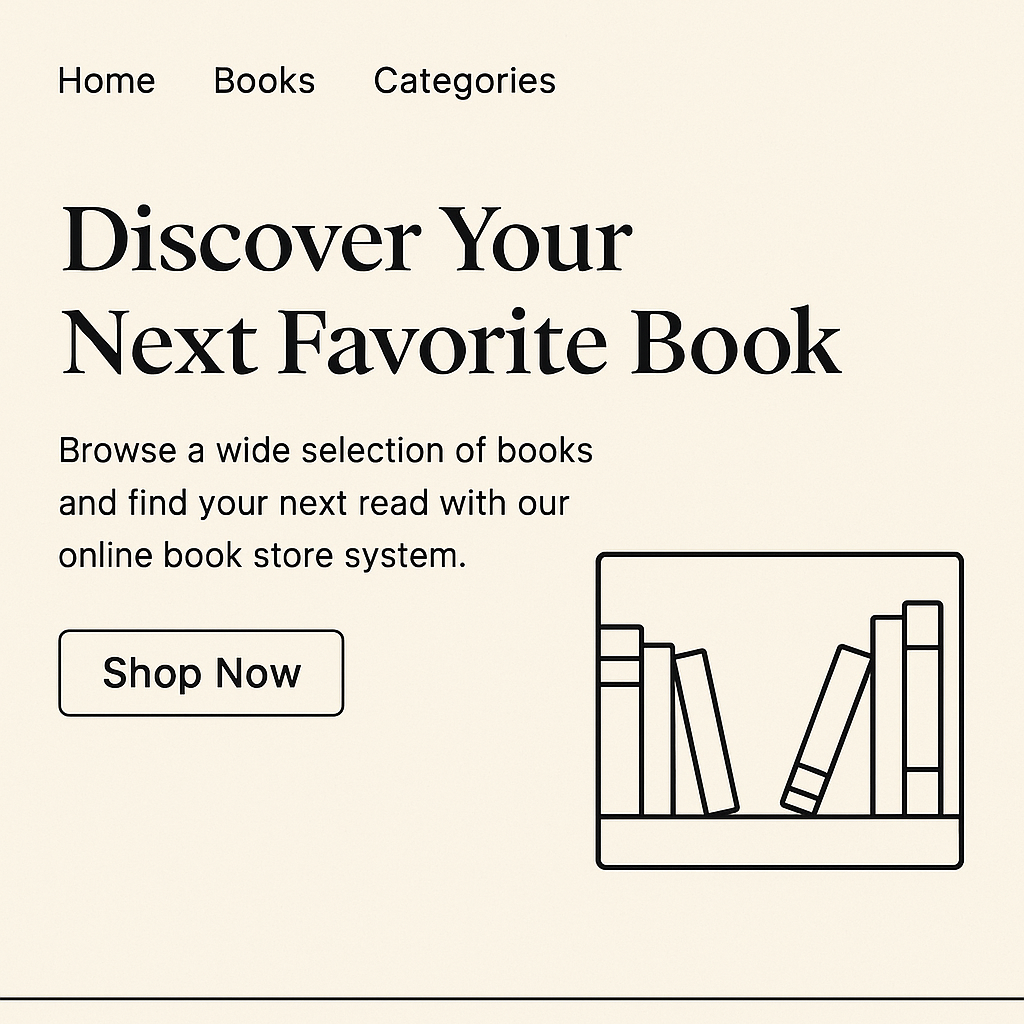 Home Books Categories
Discover Your
Next Favorite Book
Browse a wide selection of books
and find your next read with our
online book store system.
Shop Now